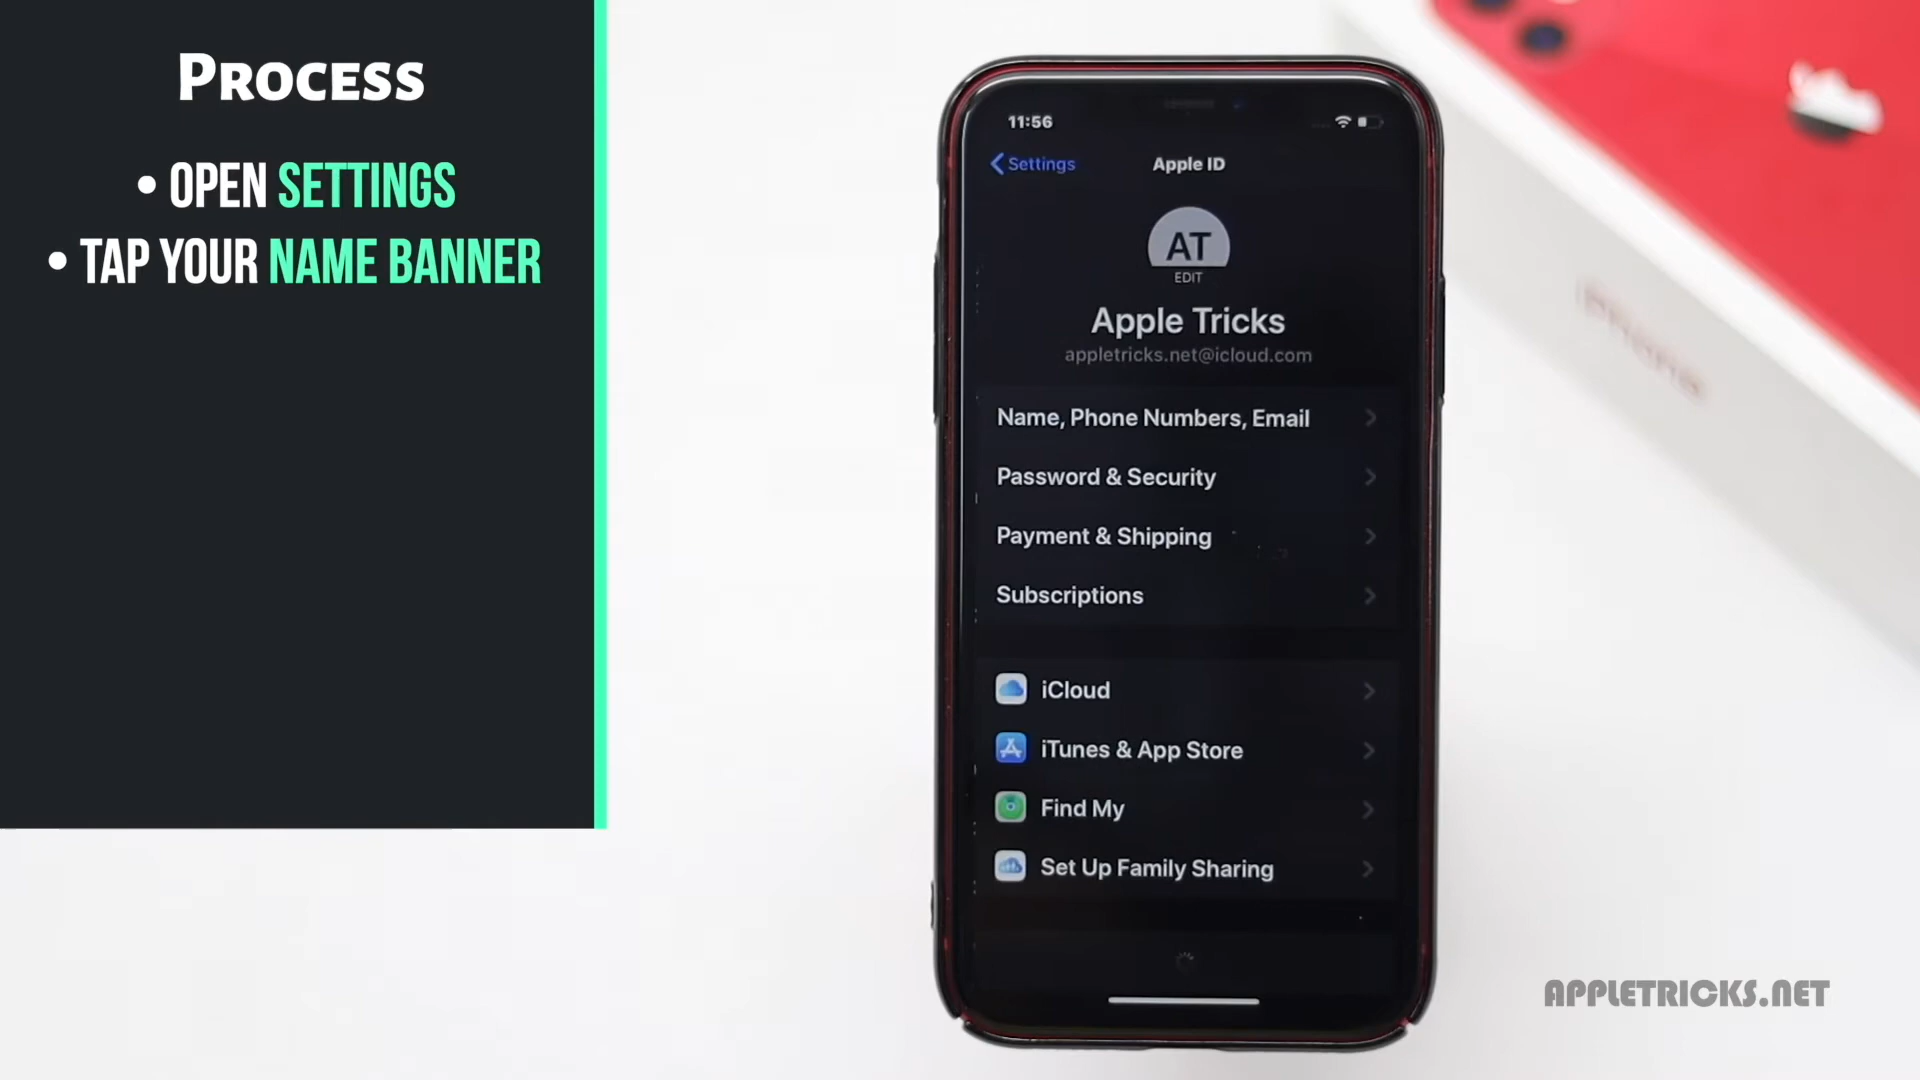 Process
• OPEN SETTINGS
• TAP YOUR NAME BANNER
11:56
Settings
Apple ID
AT
EDIT
Apple Tricks
appletricks.net@icloud.com
Name, Phone Numbers, Email
Password & Security
Payment & Shipping
Subscriptions
iCloud
iTunes & App Store
Find My
Set Up Family Sharing
iPhone
APPLETRICKS.NET